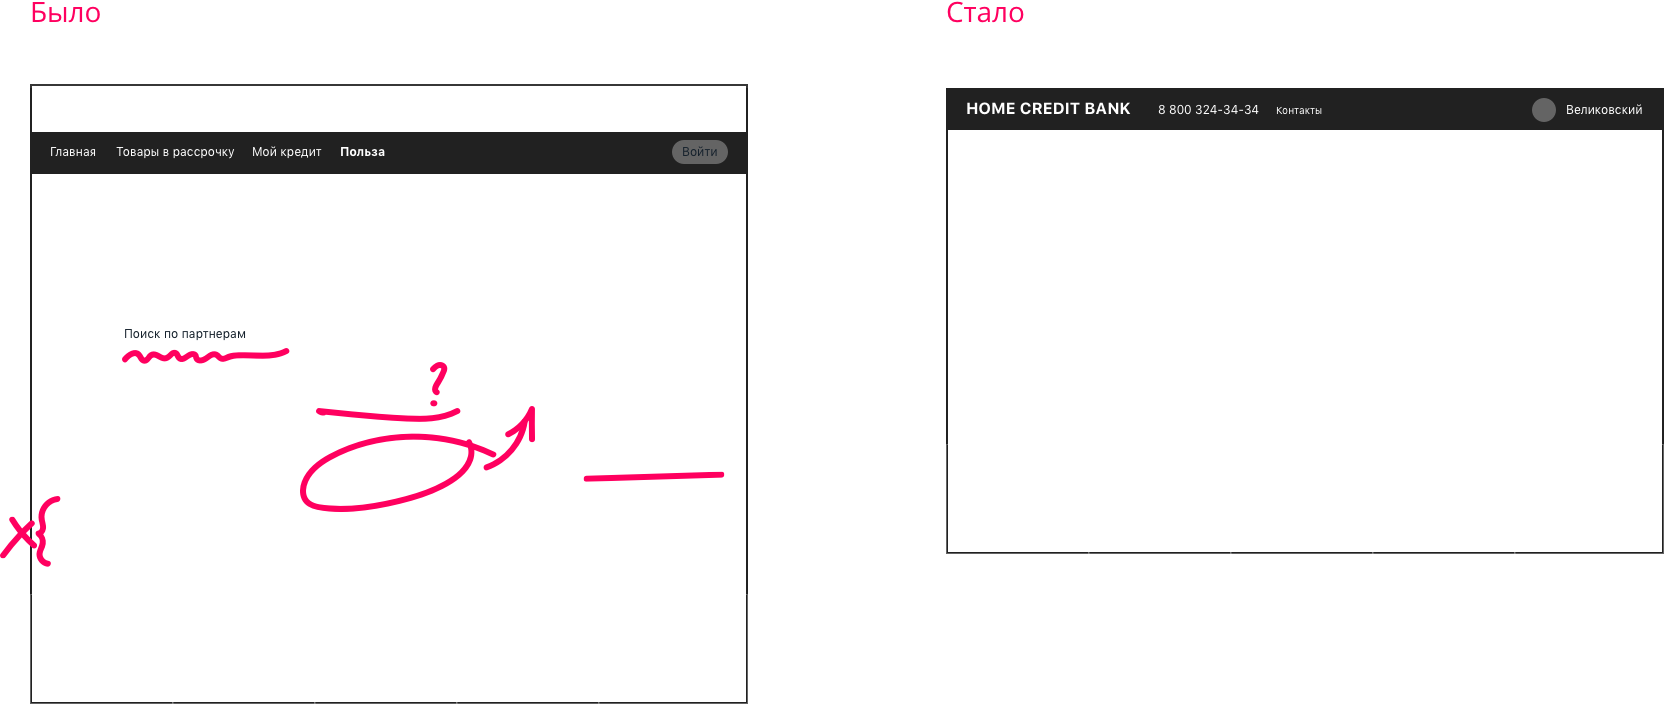 Было
Стало
Главная Товары в рассрочку Мой кредит Польза Войти
Поиск по партнерам
?
X{
HOME CREDIT BANK 8 800 324-34-34 Контакты Великовский